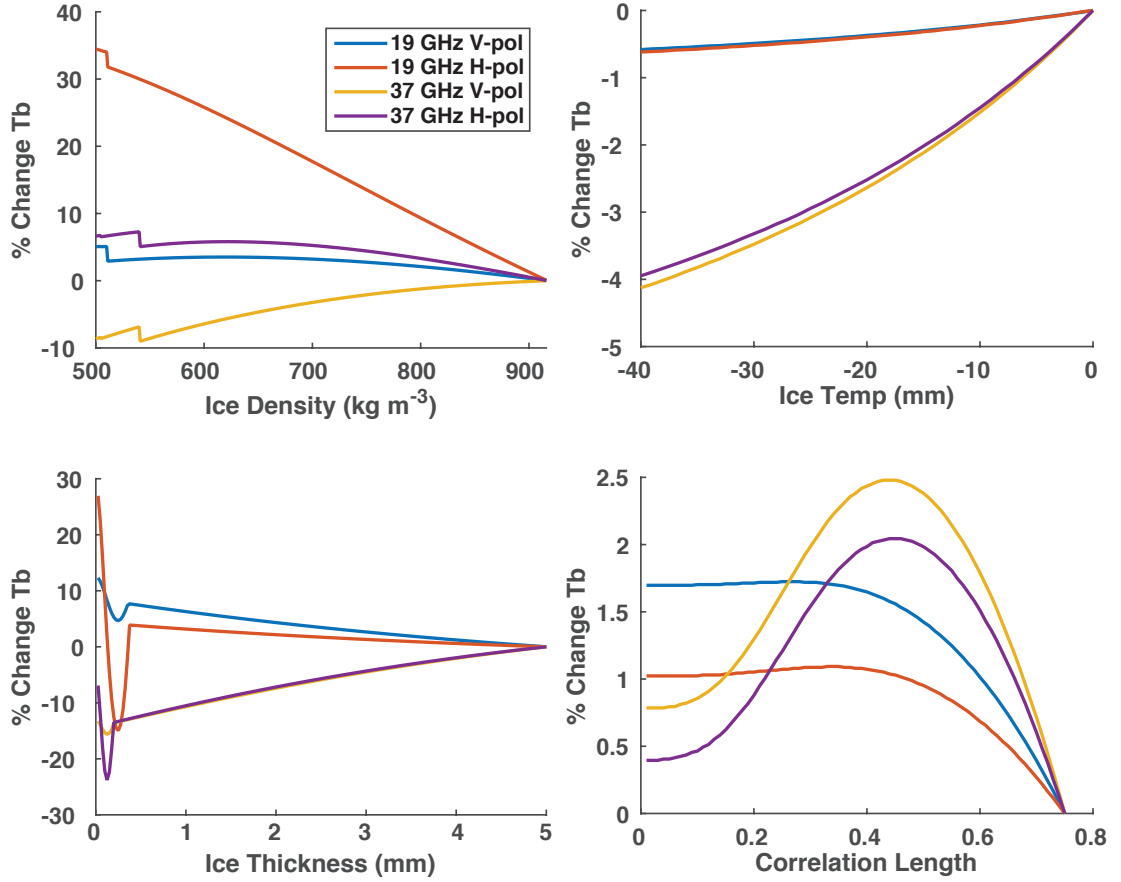 40
30
20
10
0
-10
% Change Tb
19 GHz V-pol
19 GHz H-pol
37 GHz V-pol
37 GHz H-pol
500 600 700 800 900
Ice Density (kg m⁻³)
0
-1
-2
-3
-4
-5
% Change Tb
-40 -30 -20 -10 0
Ice Temp (mm)
30
20
10
0
-10
-20
-30
% Change Tb
0 1 2 3 4 5
Ice Thickness (mm)
2.5
2
1.5
1
0.5
0
% Change Tb
0 0.2 0.4 0.6 0.8
Correlation Length